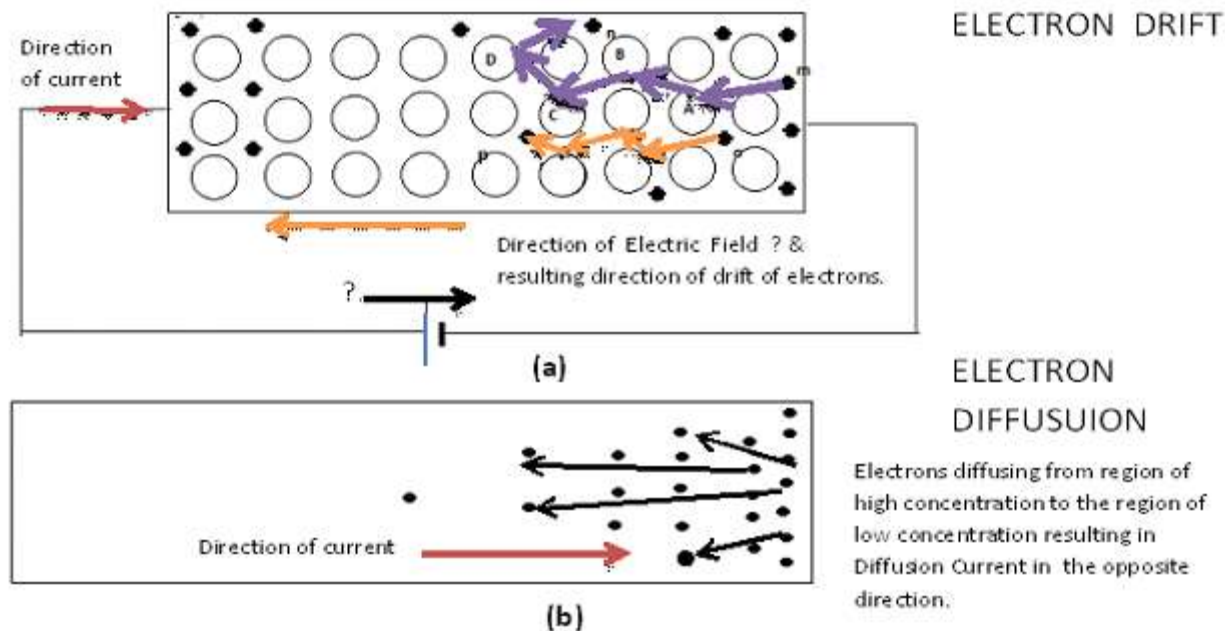 ELECTRON DRIFT
Direction
of current
n
B
D
m
A
C
p
o
Direction of Electric Field ? &
resulting direction of drift of electrons.
?
(a)
ELECTRON
DIFFUSUION
Electrons diffusing from region of
high concentration to the region of
low concentration resulting in
Diffusion Current in the opposite
direction.
Direction of current
(b)